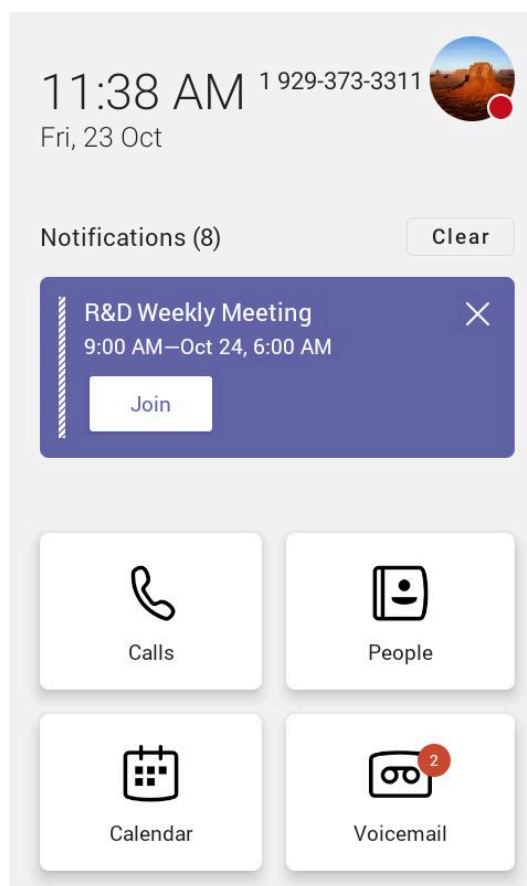 11:38 AM 1 929-373-3311
Fri, 23 Oct
Notifications (8)
Clear
R&D Weekly Meeting
9:00 AM—Oct 24, 6:00 AM
Join
Calls
People
Calendar
2
Voicemail